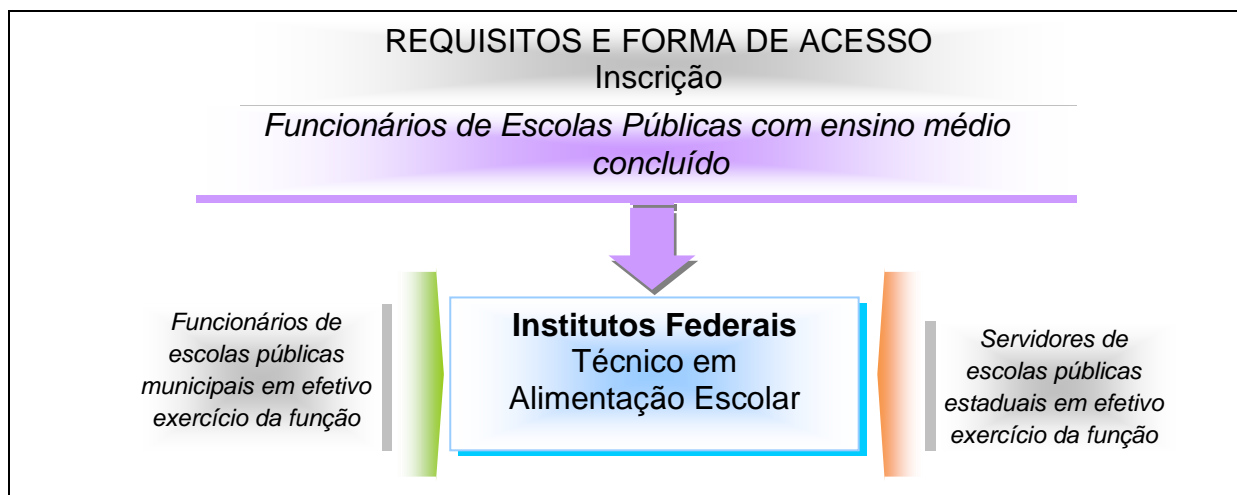 REQUISITOS E FORMA DE ACESSO
Inscrição
Funcionários de Escolas Públicas com ensino médio
concluído
Funcionários de
escolas públicas
municipais em efetivo
exercício da função
Institutos Federais
Técnico em
Alimentação Escolar
Servidores de
escolas públicas
estaduais em efetivo
exercício da função